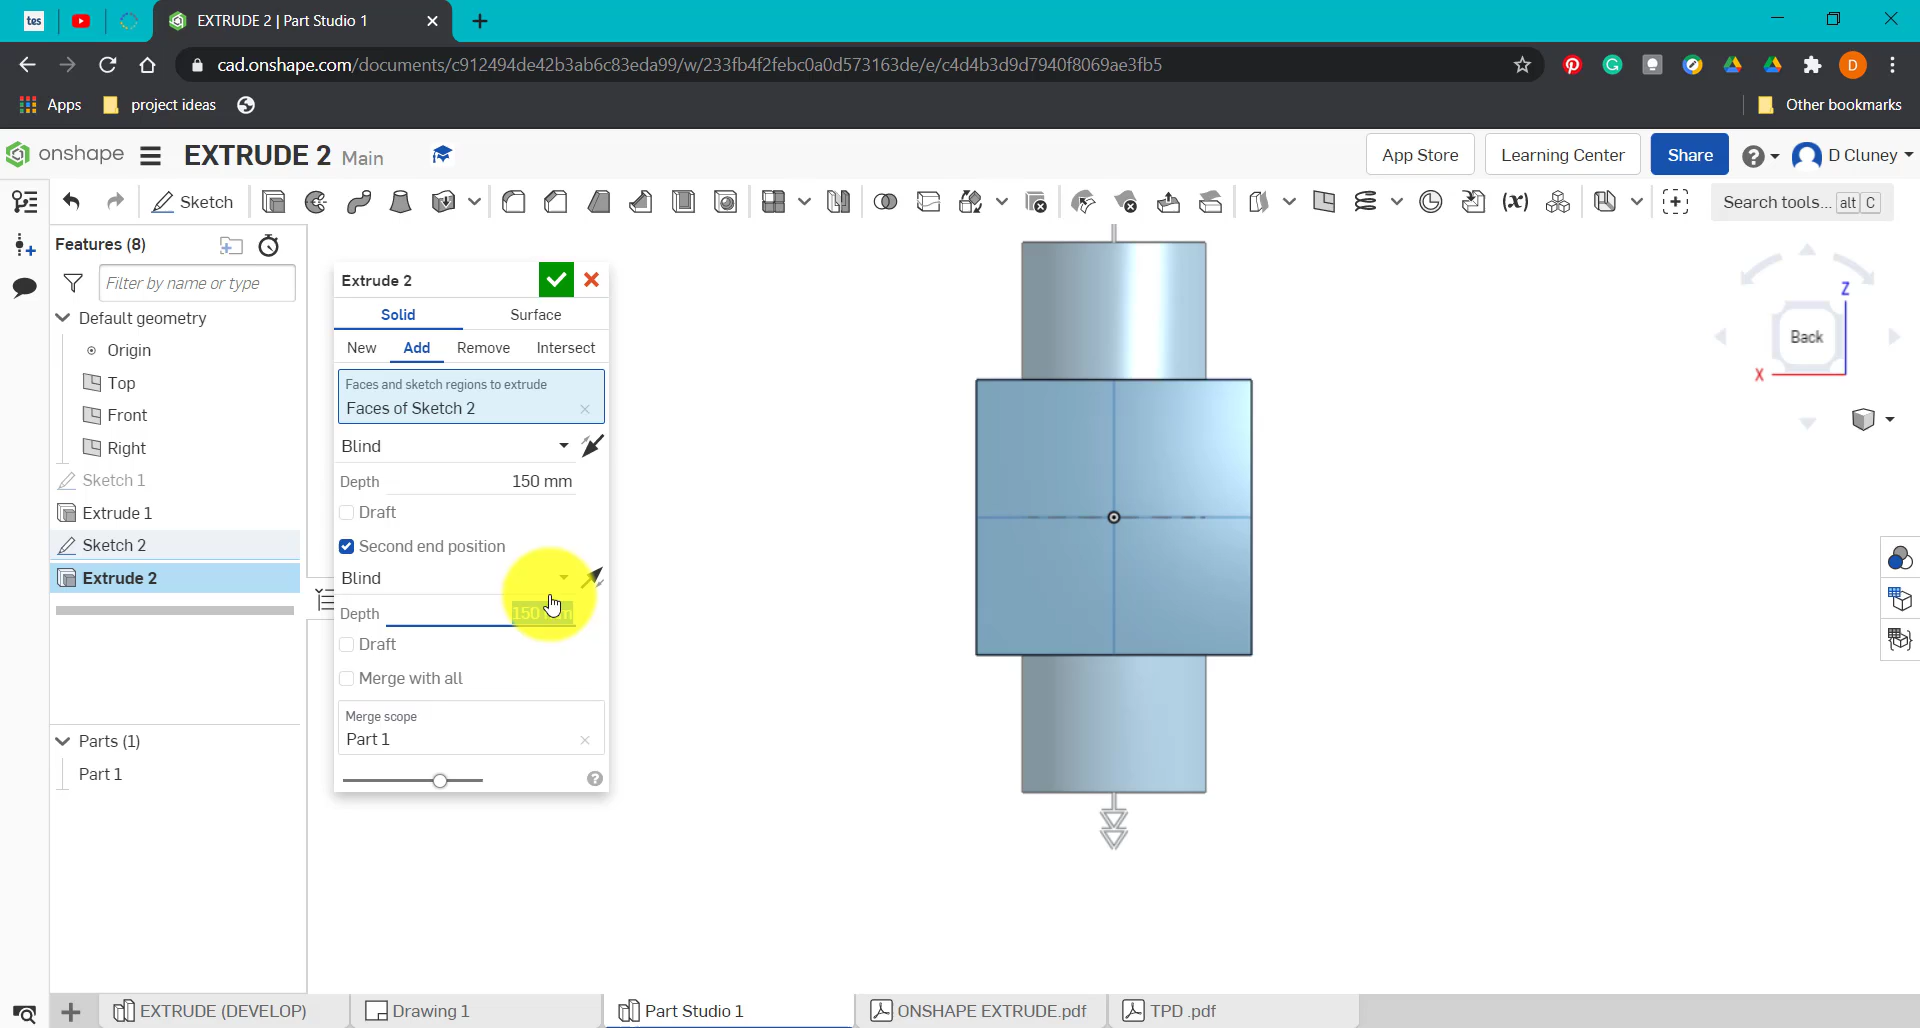 tes
EXTRUDE 2 | Part Studio 1
cad.onshape.com/documents/c912494de42b3ab6c83eda99/w/233fb4f2febc0a0d573163de/e/c4d4b3d9d7940f8069ae3fb5
D
Apps
project ideas
Other bookmarks
onshape
EXTRUDE 2 Main
App Store
Learning Center
Share
D Cluney
Sketch
(x)
Search tools... alt C
Features (8)
Filter by name or type
Default geometry
Origin
Top
Front
Right
Sketch 1
Extrude 1
Sketch 2
Extrude 2
Parts (1)
Part 1
Extrude 2
Solid
Surface
New
Add
Remove
Intersect
Faces and sketch regions to extrude
Faces of Sketch 2
Blind
Depth
150 mm
Draft
Second end position
Blind
Depth
150 mm
Draft
Merge with all
Merge scope
Part 1
Z
Back
X
EXTRUDE (DEVELOP)
Drawing 1
Part Studio 1
ONSHAPE EXTRUDE.pdf
TPD .pdf